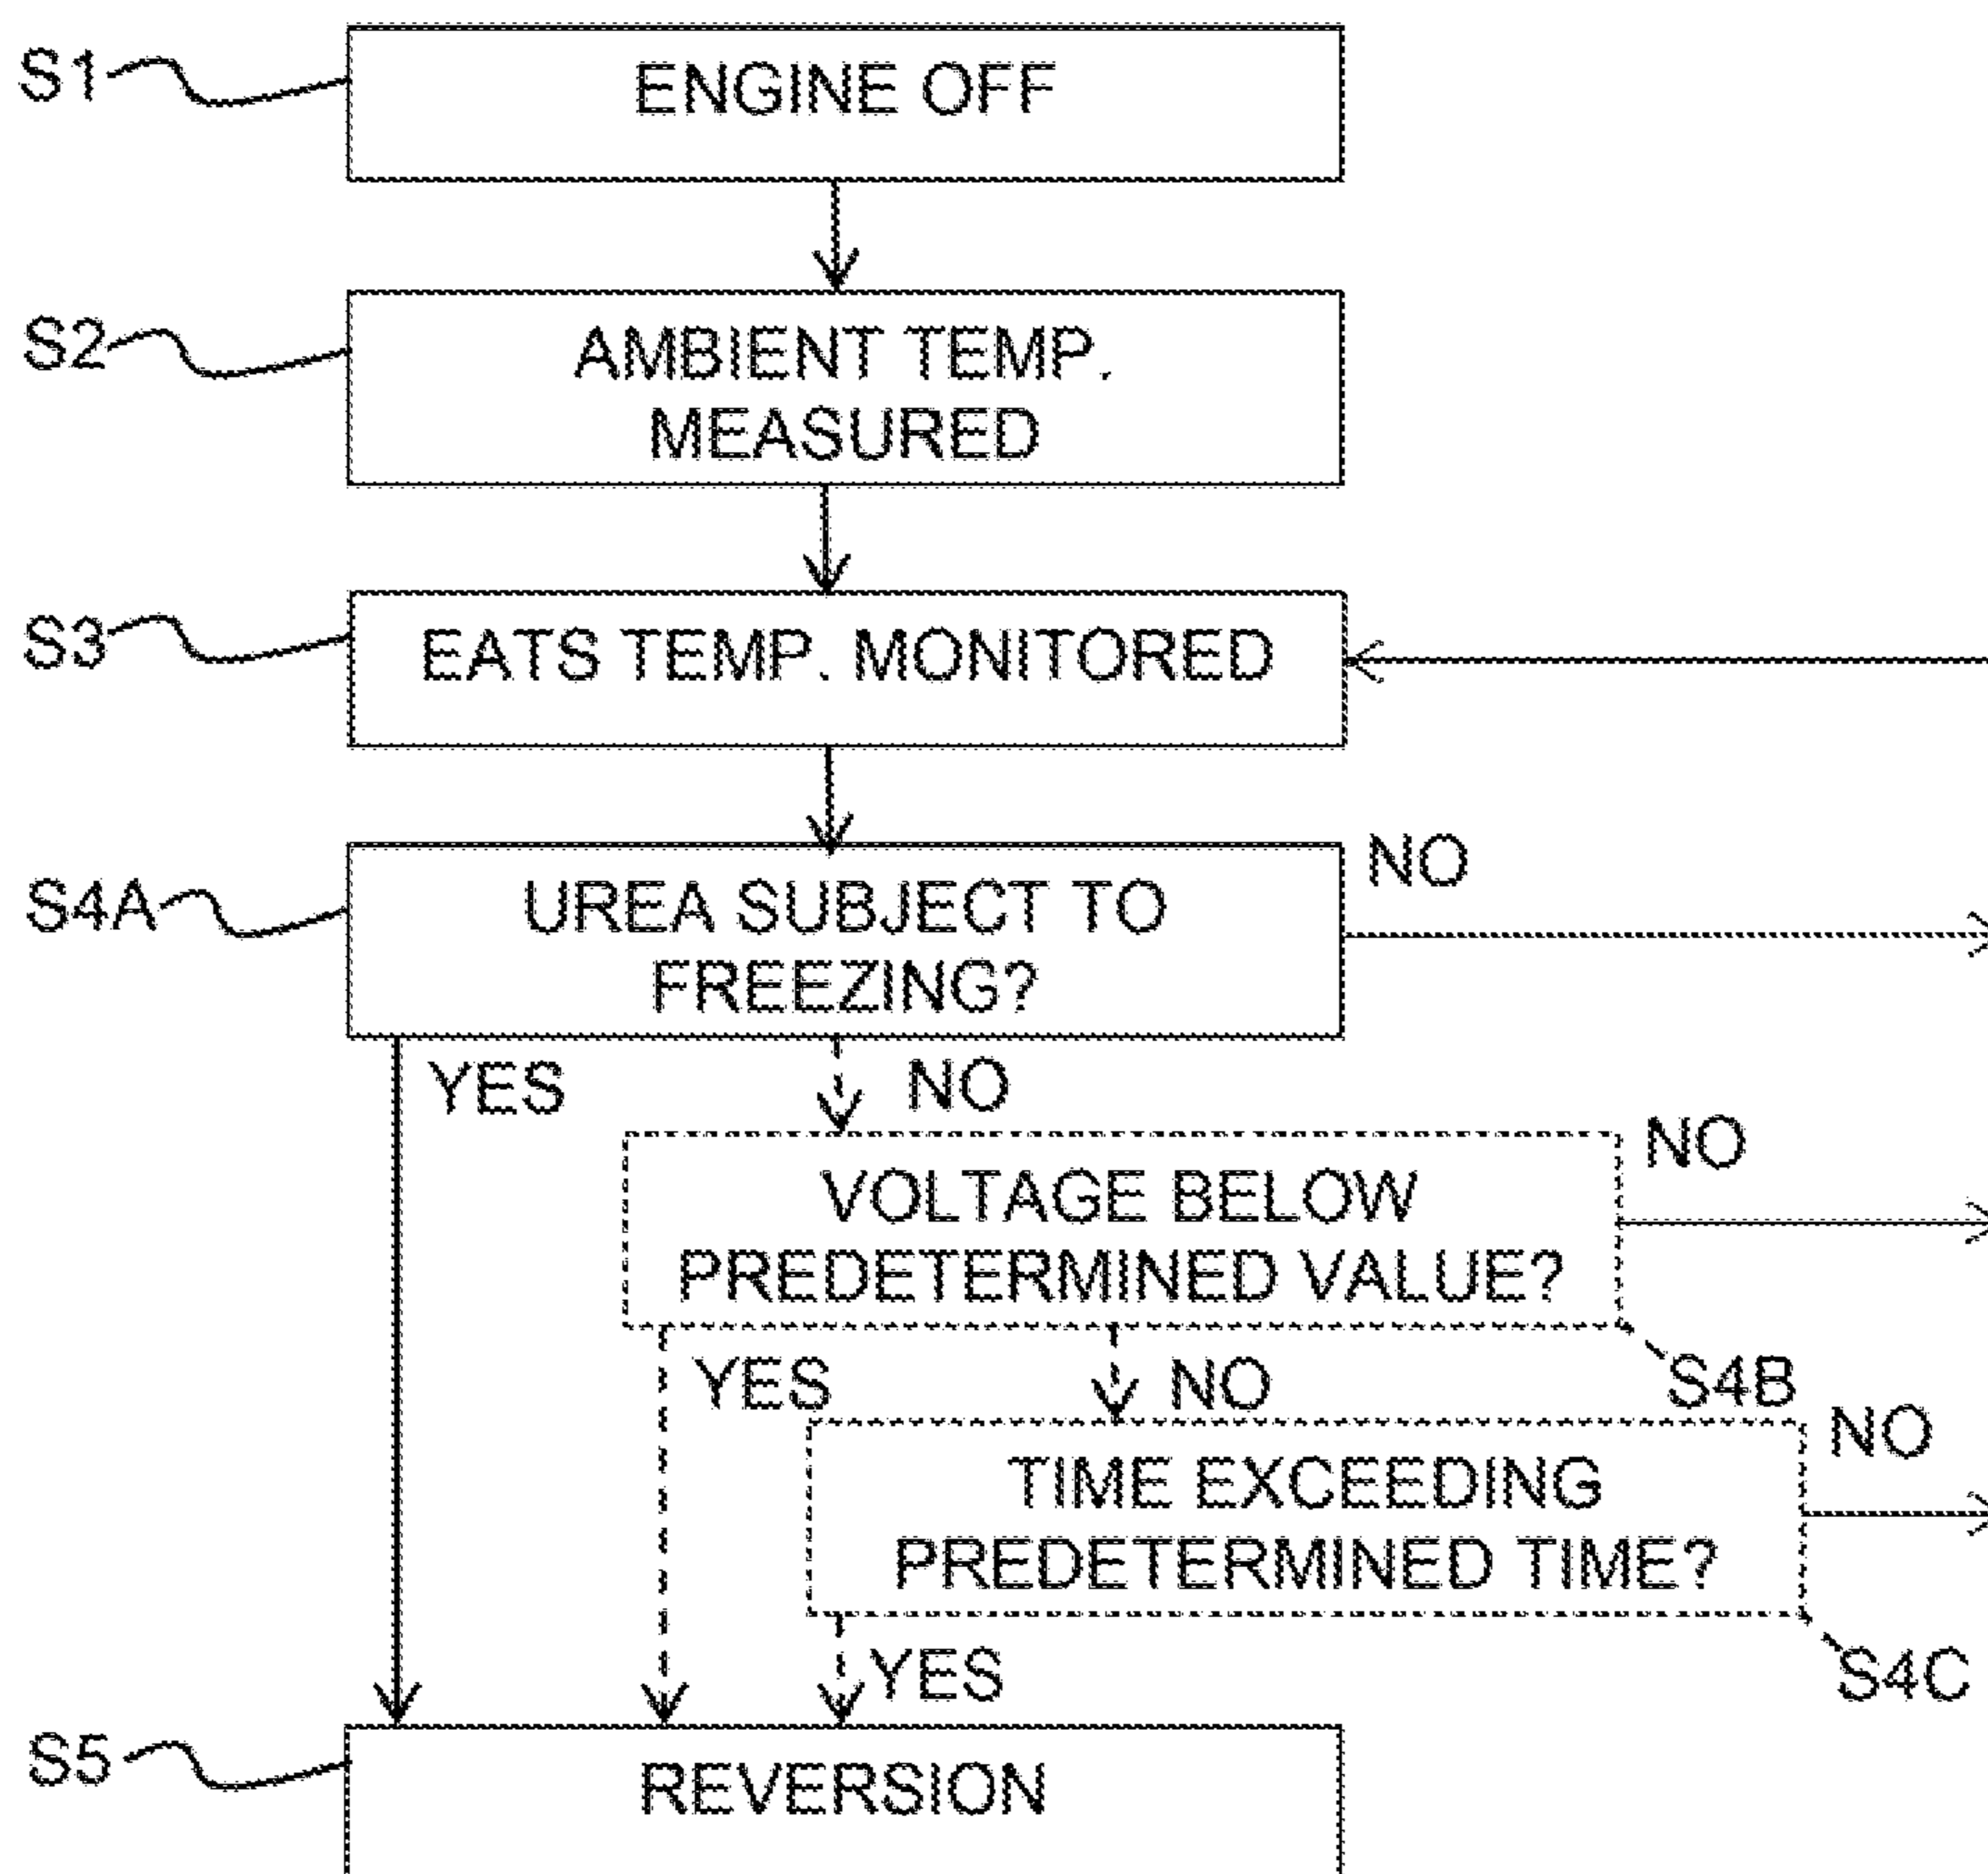 S1
ENGINE OFF
S2
AMBIENT TEMP.
MEASURED
S3
EATS TEMP. MONITORED
S4A
UREA SUBJECT TO
FREEZING?
NO
YES
NO
VOLTAGE BELOW
PREDETERMINED VALUE?
NO
S4B
YES
NO
TIME EXCEEDING
PREDETERMINED TIME?
NO
S4C
YES
S5
REVERSION